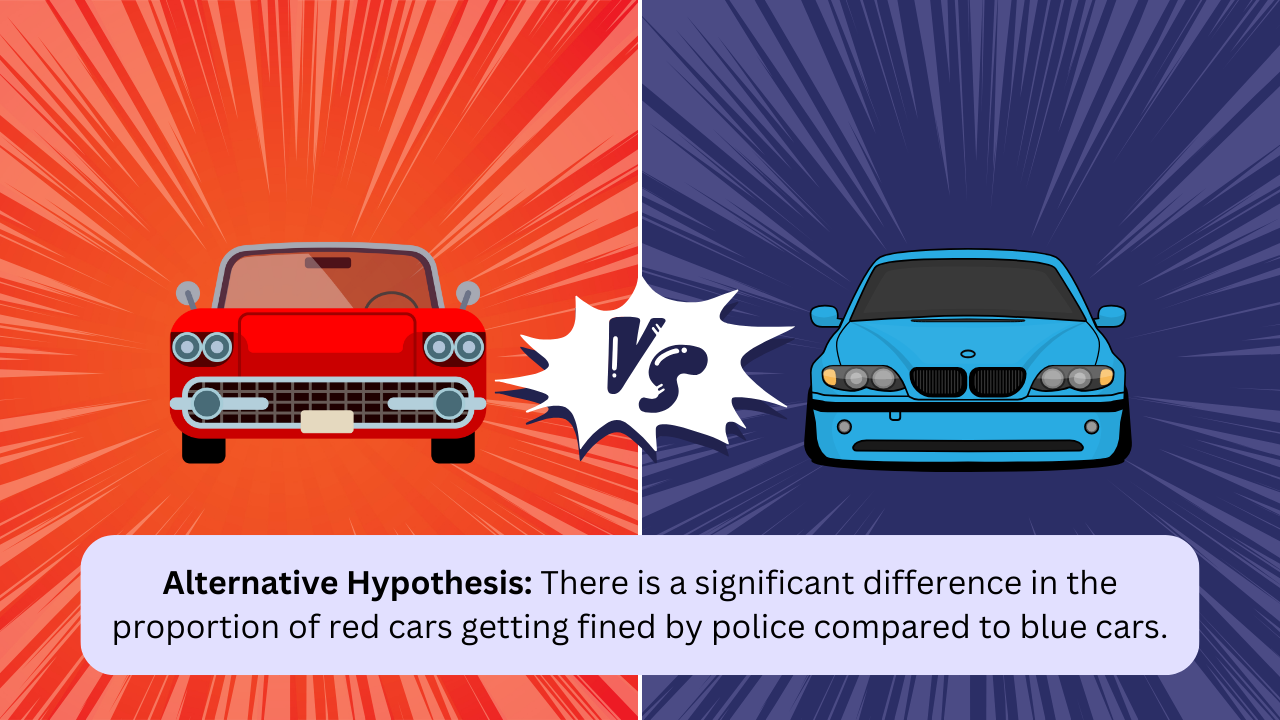 VS
Alternative Hypothesis: There is a significant difference in the
proportion of red cars getting fined by police compared to blue cars.